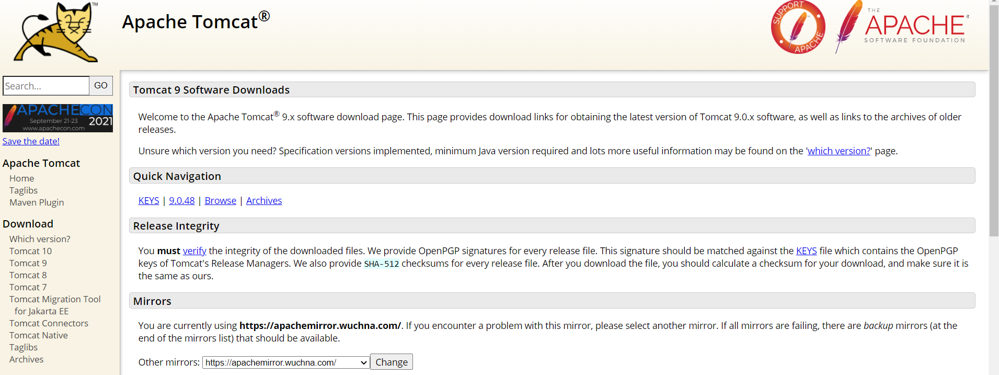 TM
Apache Tomcat®
SUPPORT
APACHE
THE
APACHE®
SOFTWARE FOUNDATION
Search...
GO
APACHECON
September 21-23 2021
www.apachecon.com
Save the date!
Apache Tomcat
Home
Taglibs
Maven Plugin
Download
Which version?
Tomcat 10
Tomcat 9
Tomcat 8
Tomcat 7
Tomcat Migration Tool
for Jakarta EE
Tomcat Connectors
Tomcat Native
Taglibs
Archives
Tomcat 9 Software Downloads
Welcome to the Apache Tomcat® 9.x software download page. This page provides download links for obtaining the latest version of Tomcat 9.0.x software, as well as links to the archives of older
releases.
Unsure which version you need? Specification versions implemented, minimum Java version required and lots more useful information may be found on the 'which version?' page.
Quick Navigation
KEYS | 9.0.48 | Browse | Archives
Release Integrity
You must verify the integrity of the downloaded files. We provide OpenPGP signatures for every release file. This signature should be matched against the KEYS file which contains the OpenPGP
keys of Tomcat's Release Managers. We also provide SHA-512 checksums for every release file. After you download the file, you should calculate a checksum for your download, and make sure it is
the same as ours.
Mirrors
You are currently using https://apachemirror.wuchna.com/. If you encounter a problem with this mirror, please select another mirror. If all mirrors are failing, there are backup mirrors (at the
end of the mirrors list) that should be available.
Other mirrors: https://apachemirror.wuchna.com/ Change